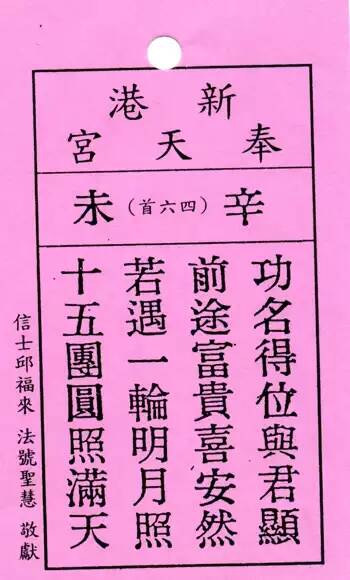 新港
奉天宮
辛（四六首）未
功名得位與君顯
前途富貴喜安然
若遇一輪明月照
十五團圓照滿天
信士邱福來 法號聖慧 敬獻